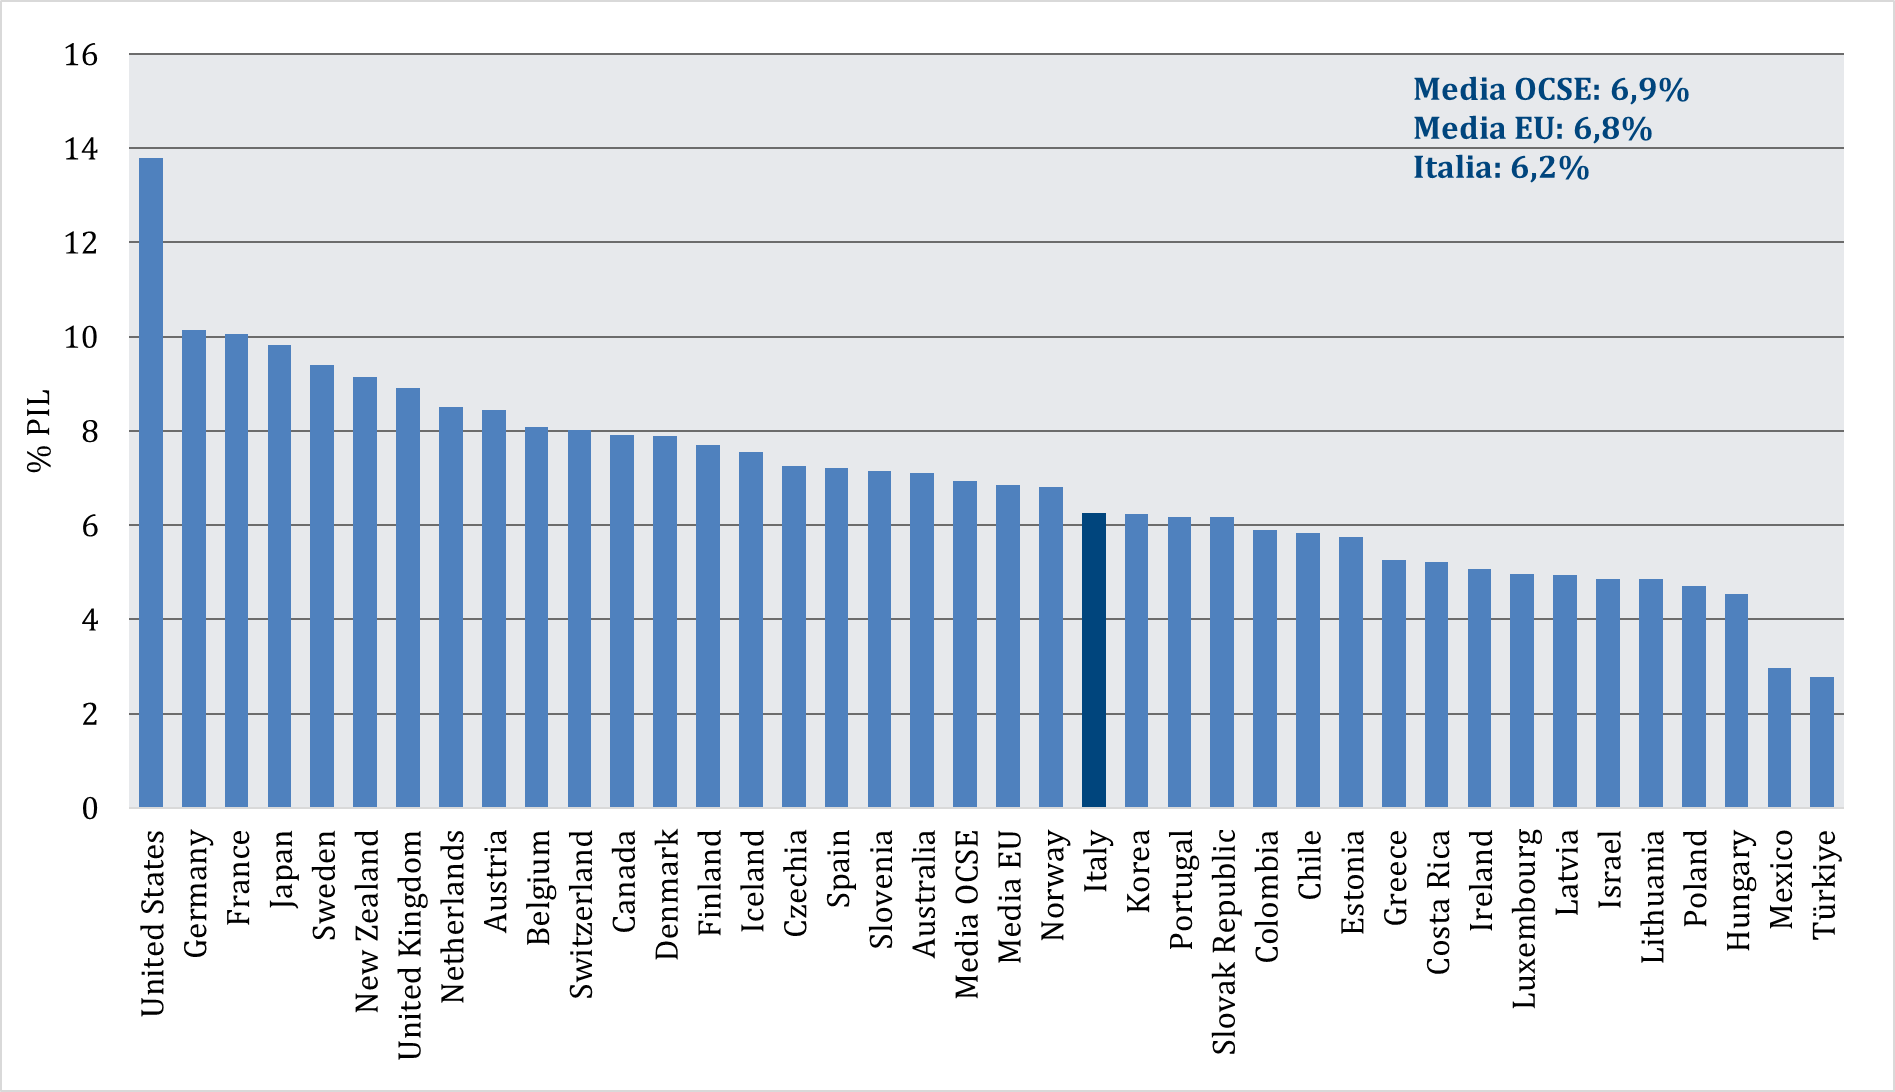 16
14
12
10
8
6
4
2
0
% PIL
Media OCSE: 6,9%
Media EU: 6,8%
Italia: 6,2%
United States
Germany
France
Japan
Sweden
New Zealand
United Kingdom
Netherlands
Austria
Belgium
Switzerland
Canada
Denmark
Finland
Iceland
Czechia
Spain
Slovenia
Australia
Media OCSE
Media EU
Norway
Italy
Korea
Portugal
Slovak Republic
Colombia
Chile
Estonia
Greece
Costa Rica
Ireland
Luxembourg
Latvia
Israel
Lithuania
Poland
Hungary
Mexico
Türkiye